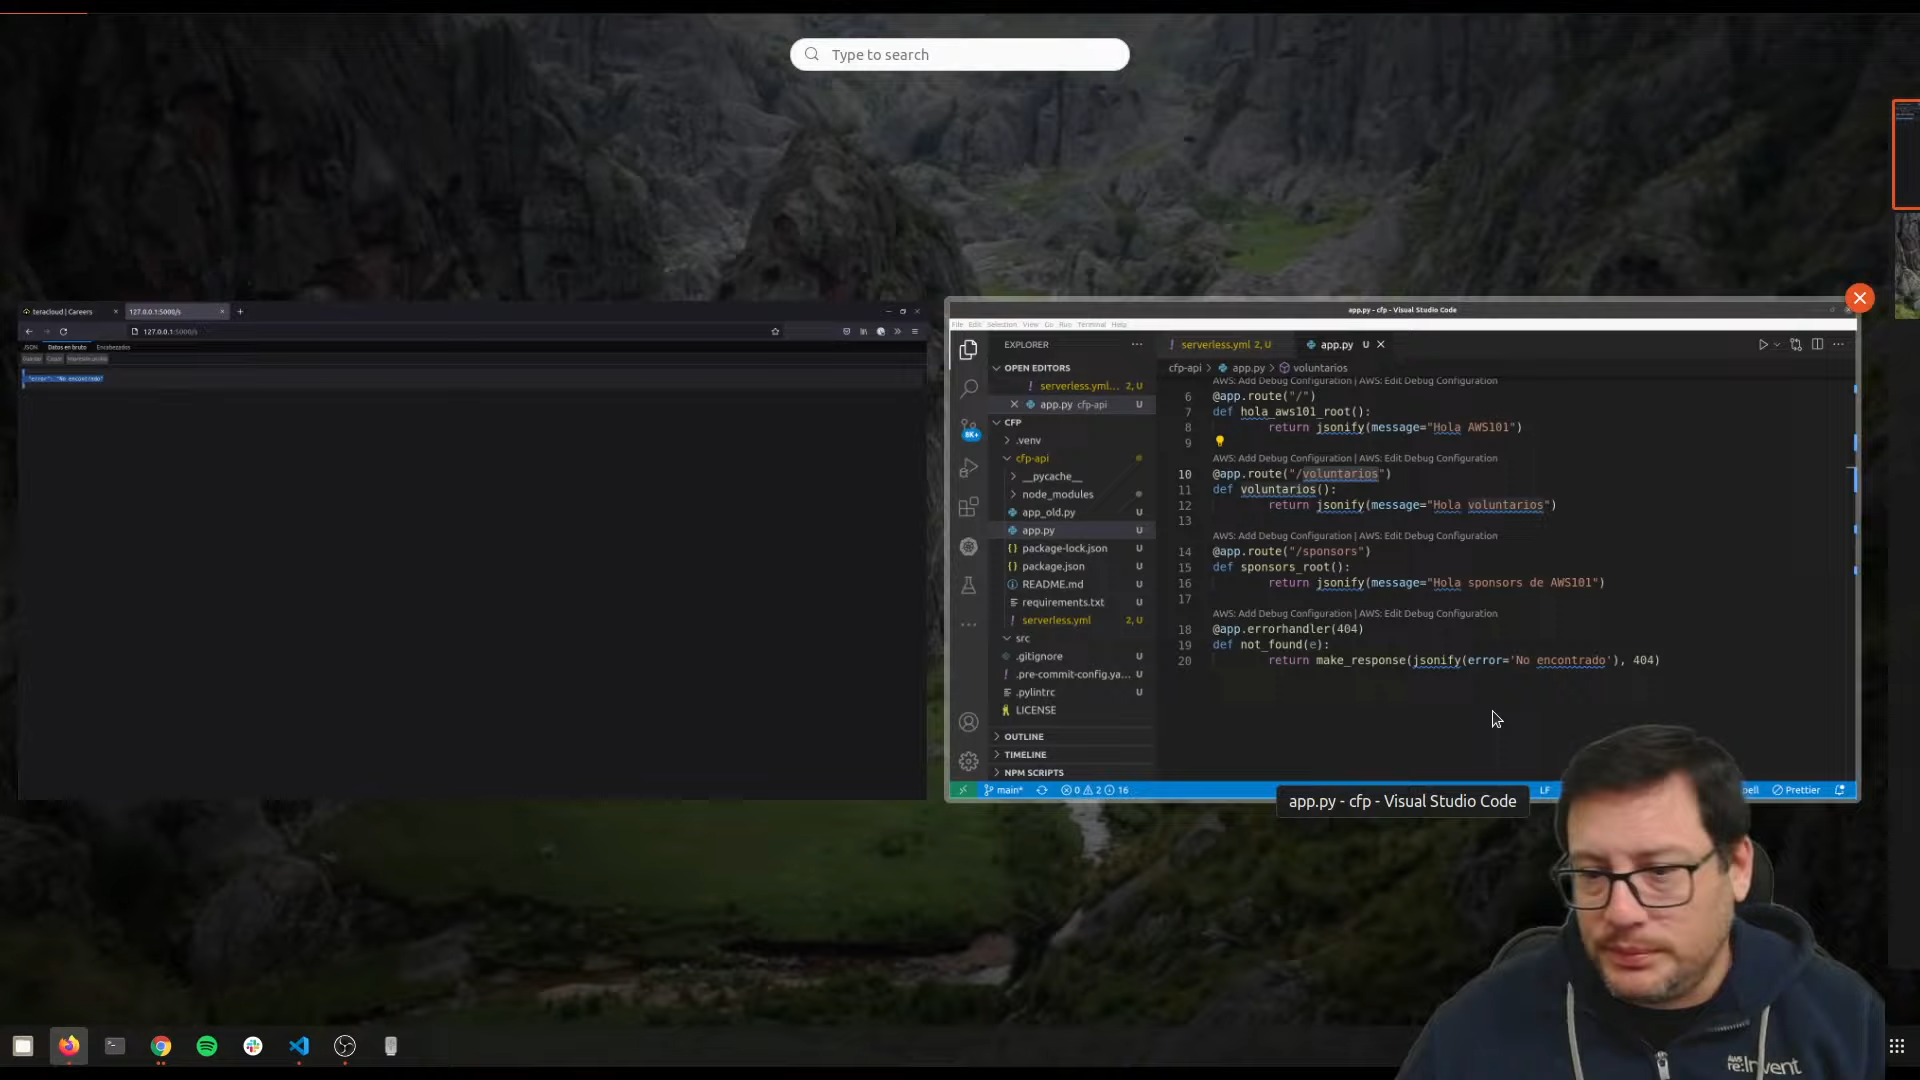 Type to search
teracloud | Careers
127.0.0.1:5000/s
127.0.0.1:5000/s
JSON
Datos en bruto
Encabezados
Guardar
Copiar
"error": "No encontrado"
app.py - cfp - Visual Studio Code
File Edit Selection View Go Run Terminal Help
EXPLORER
serverless.yml 2, U
app.py U
OPEN EDITORS
serverless.yml... 2, U
app.py cfp-api U
CFP
.venv
cfp-api
__pycache__
node_modules
app_old.py U
app.py U
package-lock.json U
package.json U
README.md U
requirements.txt U
serverless.yml 2, U
src
.gitignore U
.pre-commit-config.ya... U
.pylintrc U
LICENSE
OUTLINE
TIMELINE
NPM SCRIPTS
8K+
cfp-api > app.py > voluntarios
AWS: Add Debug Configuration | AWS: Edit Debug Configuration
6 @app.route("/")
7 def hola_aws101_root():
8 return jsonify(message="Hola AWS101")
9
AWS: Add Debug Configuration | AWS: Edit Debug Configuration
10 @app.route("/voluntarios")
11 def voluntarios():
12 return jsonify(message="Hola voluntarios")
13
AWS: Add Debug Configuration | AWS: Edit Debug Configuration
14 @app.route("/sponsors")
15 def sponsors_root():
16 return jsonify(message="Hola sponsors de AWS101")
17
AWS: Add Debug Configuration | AWS: Edit Debug Configuration
18 @app.errorhandler(404)
19 def not_found(e):
20 return make_response(jsonify(error='No encontrado'), 404)
main* 0 2 16
LF
pell
Prettier
app.py - cfp - Visual Studio Code
AWS
re:Invent